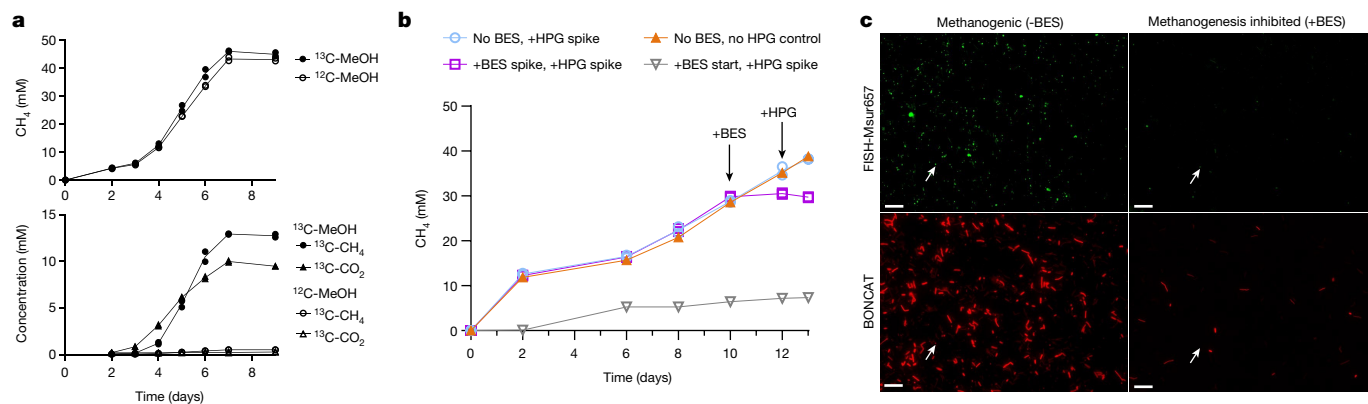 a
50
40
30
20
10
0
CH₄ (mM)
0 2 4 6 8
¹³C-MeOH
¹²C-MeOH
15
10
5
0
Concentration (mM)
0 2 4 6 8
Time (days)
¹³C-MeOH
¹³C-CH₄
¹³C-CO₂
¹²C-MeOH
¹³C-CH₄
¹³C-CO₂
b
No BES, +HPG spike
No BES, no HPG control
+BES spike, +HPG spike
+BES start, +HPG spike
50
40
30
20
10
0
CH₄ (mM)
+BES
+HPG
0 2 4 6 8 10 12
Time (days)
c
Methanogenic (-BES)
Methanogenesis inhibited (+BES)
FISH-Msur657
BONCAT